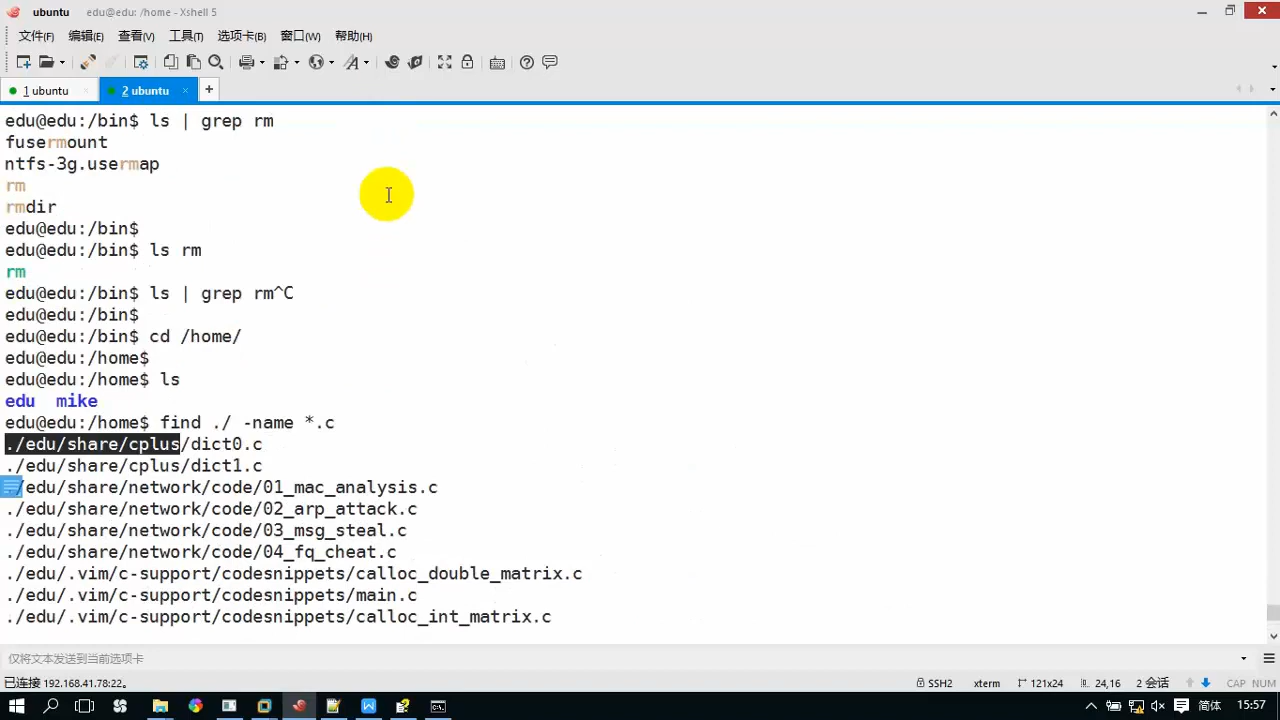 ubuntu edu@edu: /home - Xshell 5
文件(F) 编辑(E) 查看(V) 工具(T) 选项卡(B) 窗口(W) 帮助(H)
1 ubuntu × 2 ubuntu × +
edu@edu:/bin$ ls | grep rm
fusermount
ntfs-3g.usermap
rm
rmdir
edu@edu:/bin$
edu@edu:/bin$ ls rm
rm
edu@edu:/bin$ ls | grep rm^C
edu@edu:/bin$
edu@edu:/bin$ cd /home/
edu@edu:/home$
edu@edu:/home$ ls
edu mike
edu@edu:/home$ find ./ -name *.c
./edu/share/cplus/dict0.c
./edu/share/cplus/dict1.c
./edu/share/network/code/01_mac_analysis.c
./edu/share/network/code/02_arp_attack.c
./edu/share/network/code/03_msg_steal.c
./edu/share/network/code/04_fq_cheat.c
./edu/.vim/c-support/codesnippets/calloc_double_matrix.c
./edu/.vim/c-support/codesnippets/main.c
./edu/.vim/c-support/codesnippets/calloc_int_matrix.c
仅将文本发送到当前选项卡
已连接 192.168.41.78:22。 SSH2 xterm 121x24 24,16 2 会话 CAP NUM
简体 15:57